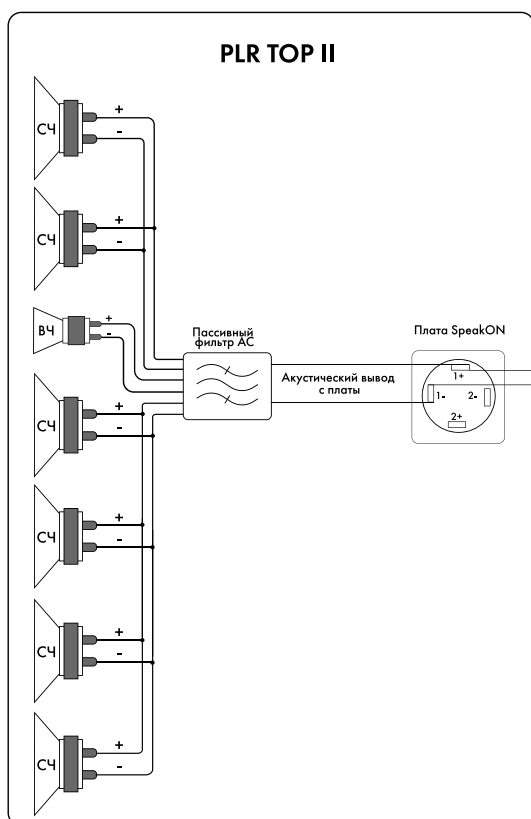 PLR TOP II
СЧ
+
-
СЧ
+
-
ВЧ
+
-
Пассивный
фильтр АС
Плата SpeakON
Акустический вывод
с платы
1+
1-
2-
2+
СЧ
+
-
СЧ
+
-
СЧ
+
-
СЧ
+
-